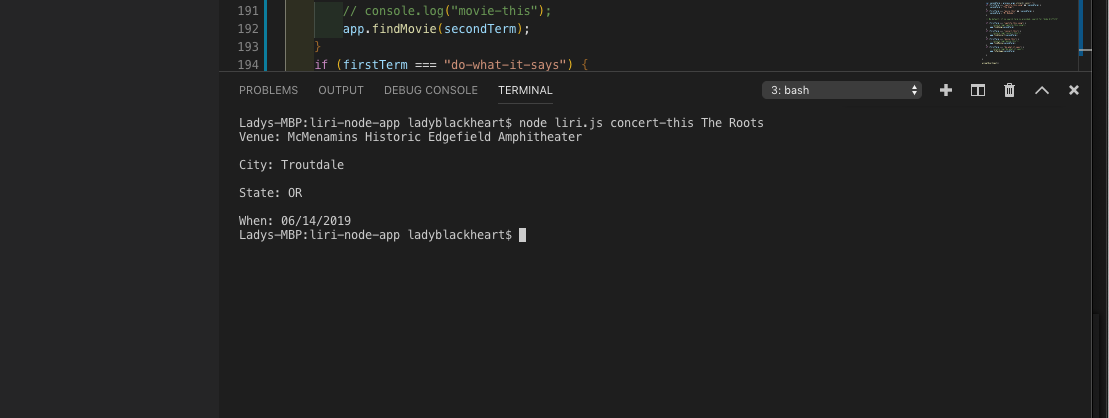 191 // console.log("movie-this");
192 app.findMovie(secondTerm);
193 }
194 if (firstTerm === "do-what-it-says") {
PROBLEMS OUTPUT DEBUG CONSOLE TERMINAL 3: bash
Ladys-MBP:liri-node-app ladyblackheart$ node liri.js concert-this The Roots
Venue: McMenamins Historic Edgefield Amphitheater
City: Troutdale
State: OR
When: 06/14/2019
Ladys-MBP:liri-node-app ladyblackheart$